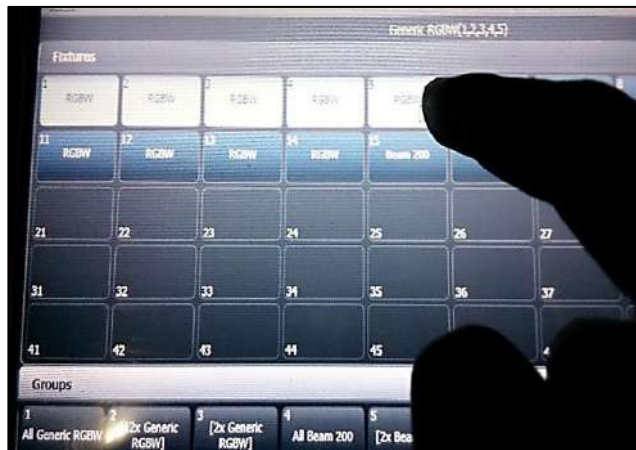 Generic RGBW(1,2,3,4,5)
Fixtures
1 RGBW
2 RGBW
3 RGBW
4 RGBW
5 RGBW
11 RGBW
12 RGBW
13 RGBW
14 RGBW
15 Beam 200
21 22 23 24 25 26 27
31 32 33 34 35 36 37
41 42 43 44 45 4
Groups
1 All Generic RGBW
2 [2x Generic
RGBW]
3 [2x Generic
RGBW]
4 All Beam 200
5 [2x Bea